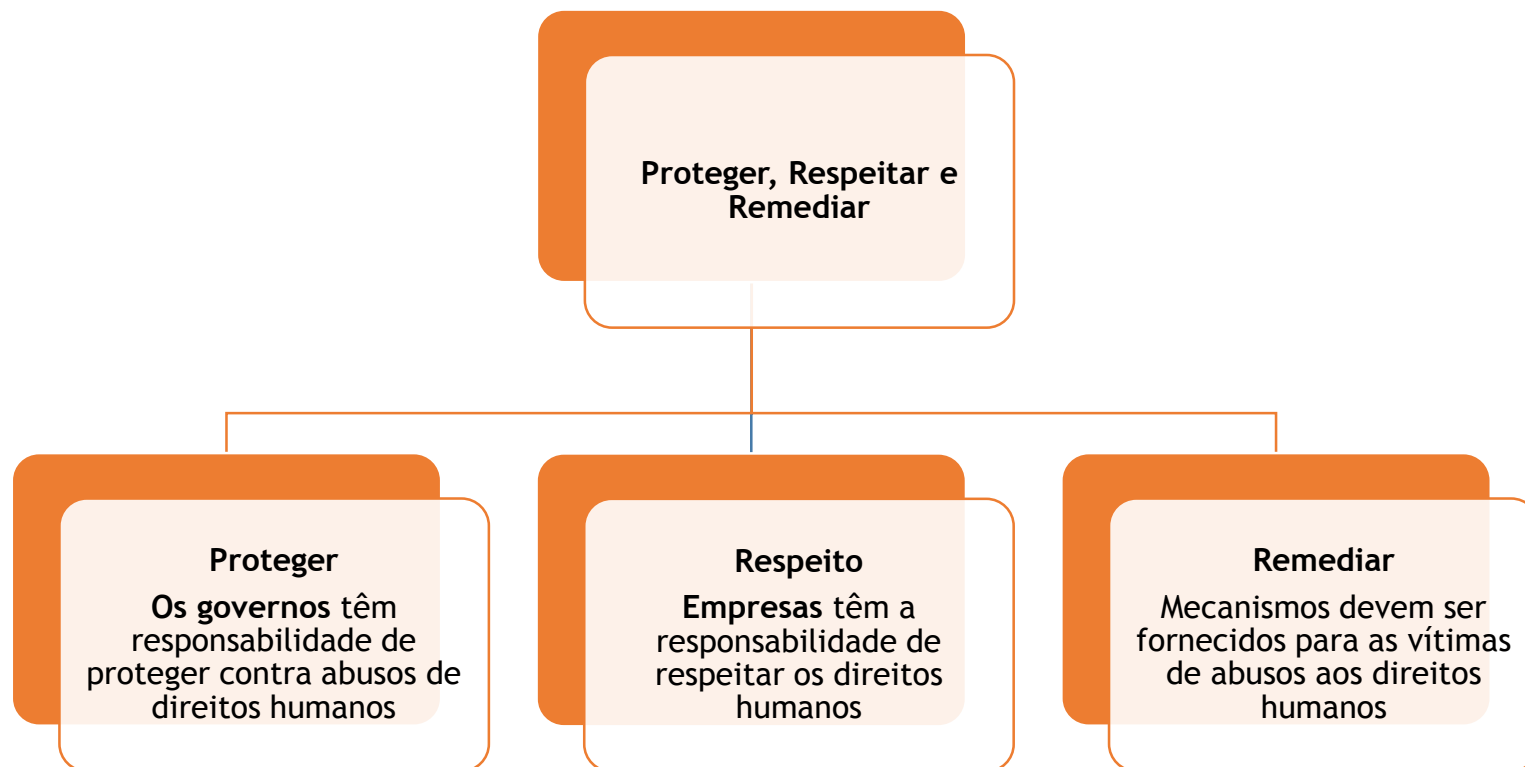 Proteger, Respeitar e
Remediar
Proteger
Os governos têm
responsabilidade de
proteger contra abusos de
direitos humanos
Respeito
Empresas têm a
responsabilidade de
respeitar os direitos
humanos
Remediar
Mecanismos devem ser
fornecidos para as vítimas
de abusos aos direitos
humanos